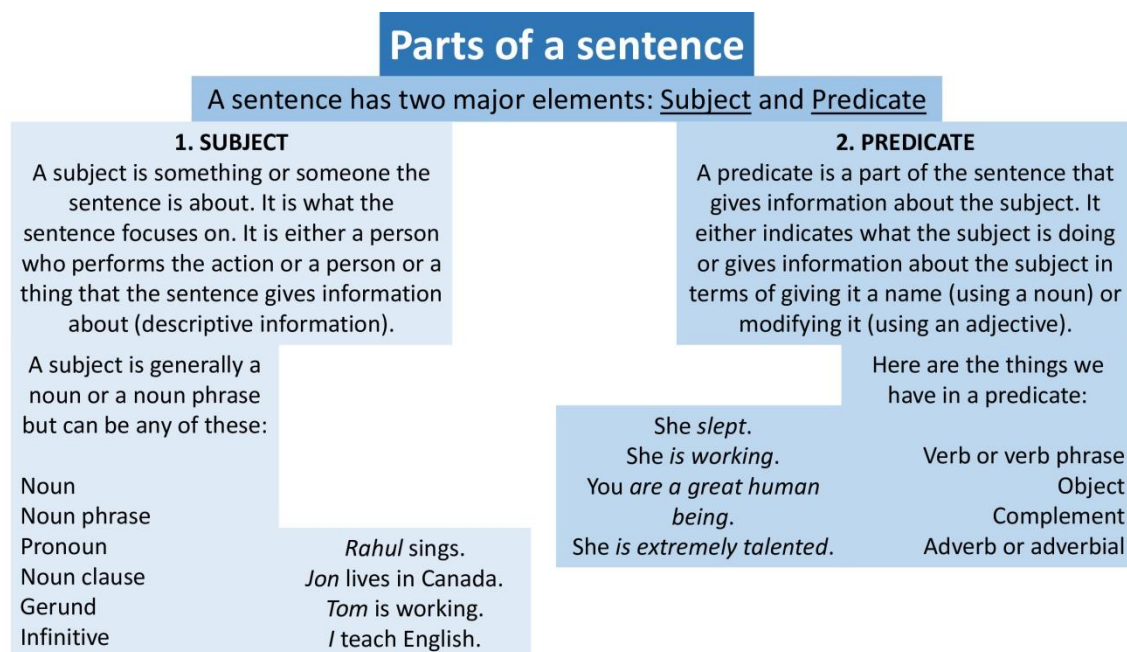 Parts of a sentence
A sentence has two major elements: Subject and Predicate
1. SUBJECT
A subject is something or someone the
sentence is about. It is what the
sentence focuses on. It is either a person
who performs the action or a person or a
thing that the sentence gives information
about (descriptive information).
A subject is generally a
noun or a noun phrase
but can be any of these:
Noun
Noun phrase
Pronoun
Noun clause
Gerund
Infinitive
Rahul sings.
Jon lives in Canada.
Tom is working.
I teach English.
2. PREDICATE
A predicate is a part of the sentence that
gives information about the subject. It
either indicates what the subject is doing
or gives information about the subject in
terms of giving it a name (using a noun) or
modifying it (using an adjective).
Here are the things we
have in a predicate:
Verb or verb phrase
Object
Complement
Adverb or adverbial
She slept.
She is working.
You are a great human
being.
She is extremely talented.